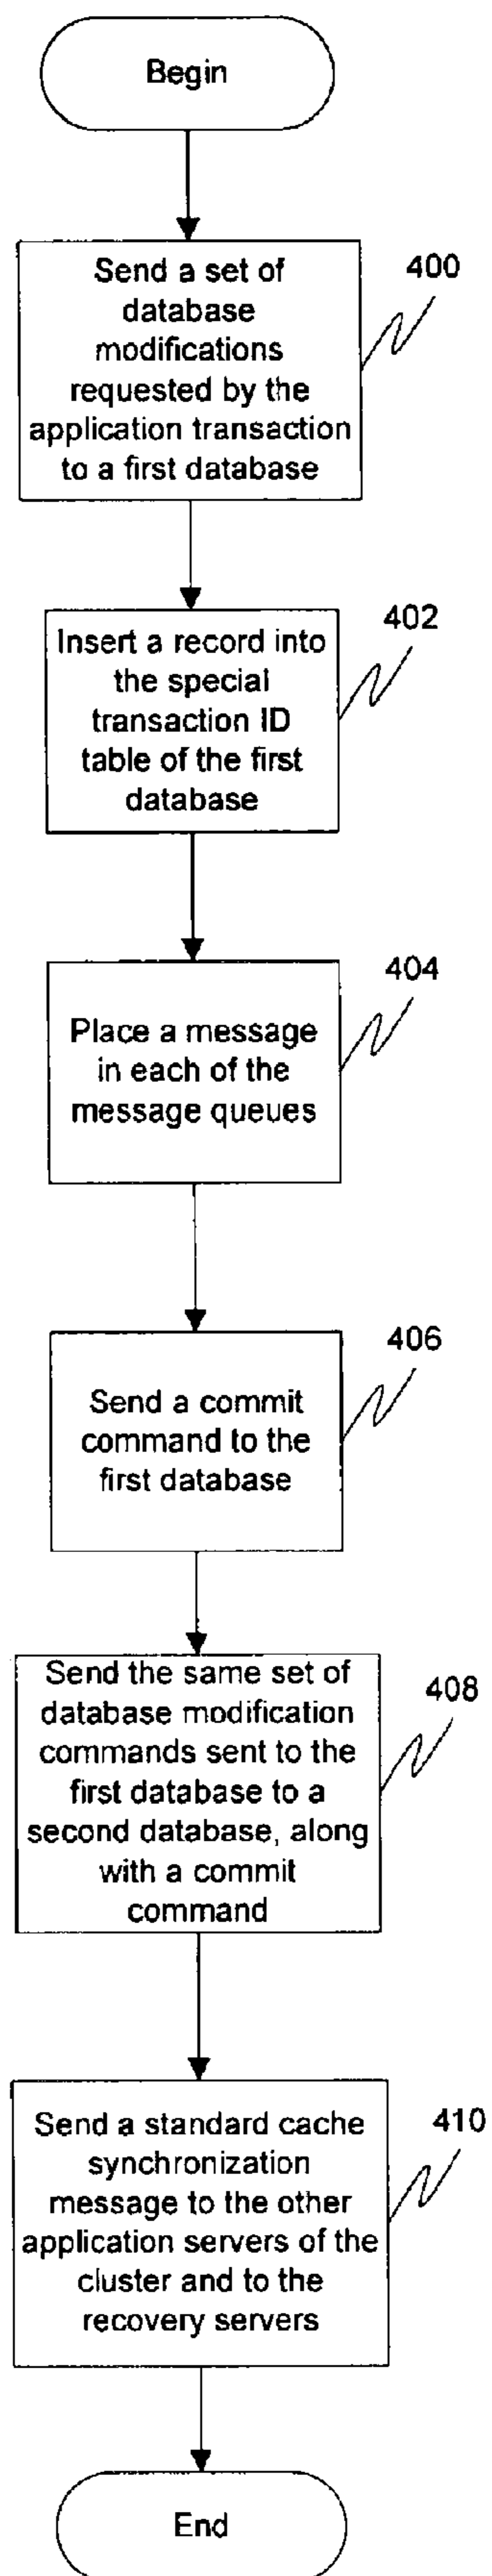 Begin
400
Send a set of
database
modifications
requested by the
application transaction
to a first database
402
Insert a record into
the special
transaction ID
table of the first
database
404
Place a message
in each of the
message queues
406
Send a commit
command to the
first database
408
Send the same set of
database modification
commands sent to the
first database to a
second database, along
with a commit
command
410
Send a standard cache
synchronization
message to the other
application servers of the
cluster and to the
recovery servers
End